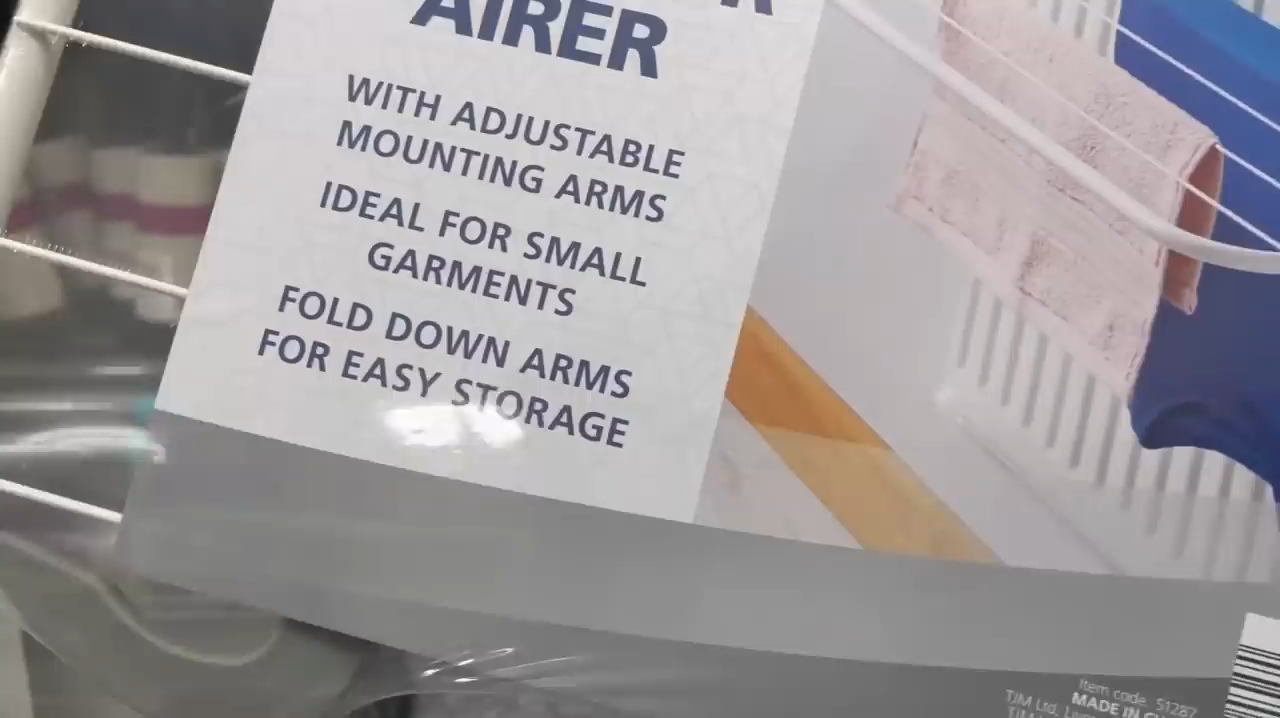 AIRER
WITH ADJUSTABLE
MOUNTING ARMS
IDEAL FOR SMALL
GARMENTS
FOLD DOWN ARMS
FOR EASY STORAGE
Item code 51287
TJM Ltd,
MADE IN